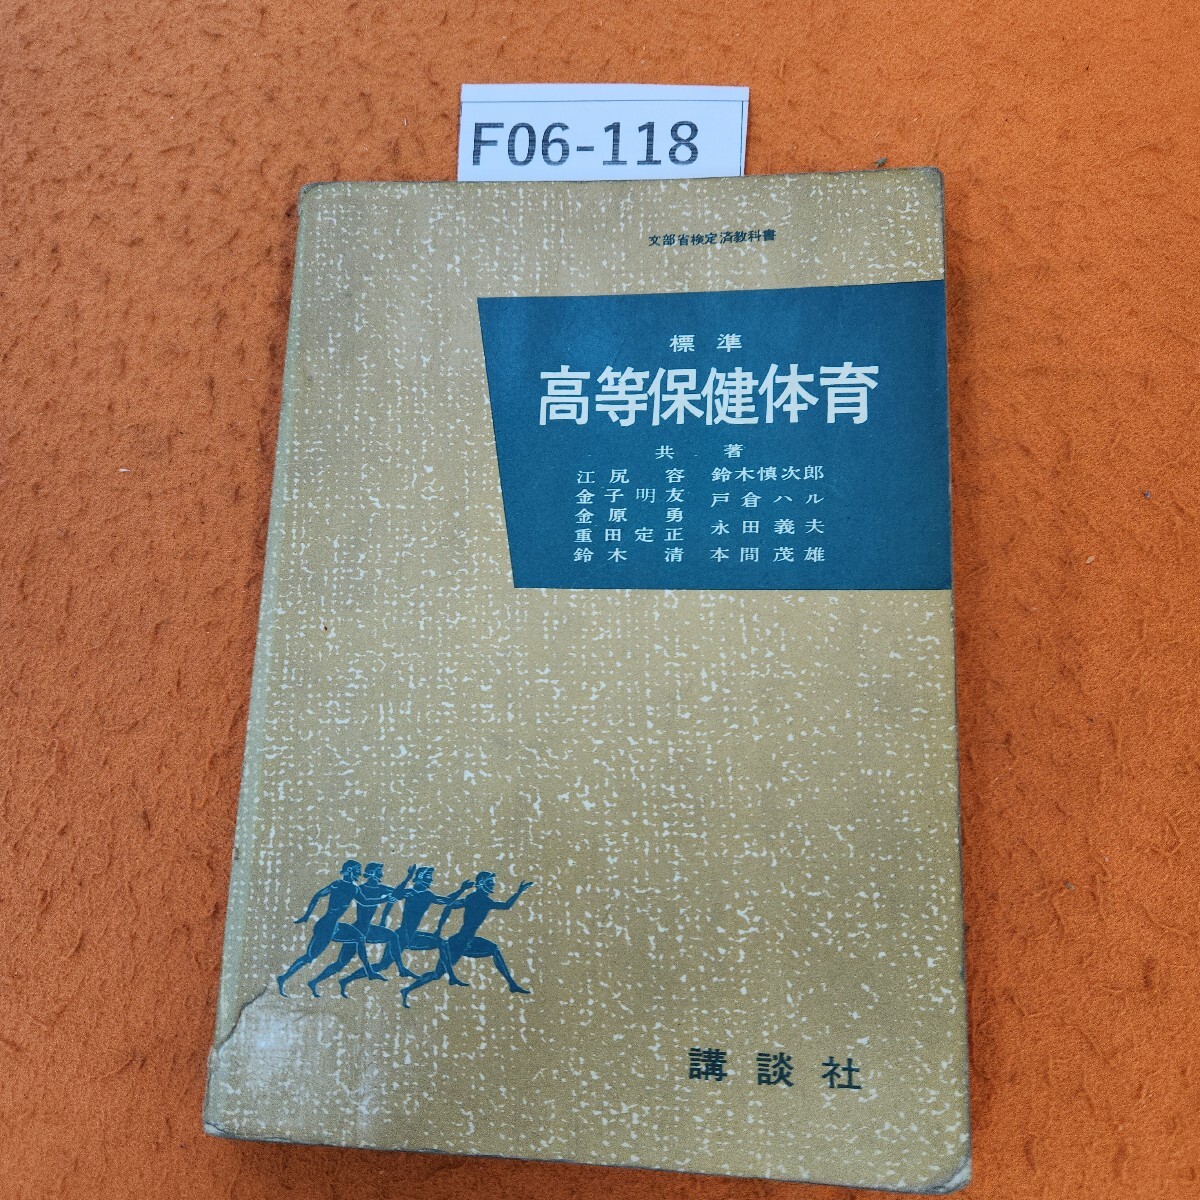 F06-118
文部省検定済教科書
標準
高等保健体育
共著
江尻容 鈴木慎次郎
金子明友 戸倉ハル
金原勇 永田義夫
重田定正 本間茂雄
鈴木清
講談社